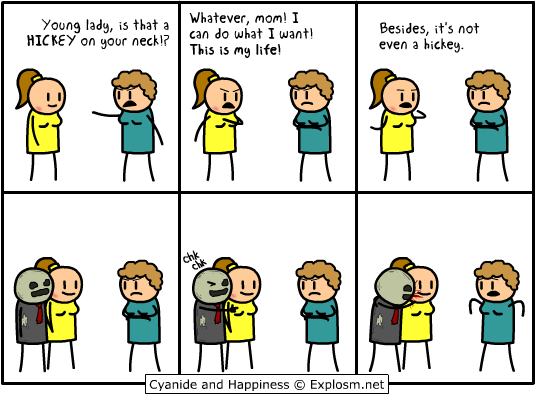 Young lady, is that a
HICKEY on your neck!?
Whatever, mom! I
can do what I want!
This is my life!
Besides, it's not
even a hickey.
chk
chk
Cyanide and Happiness © Explosm.net